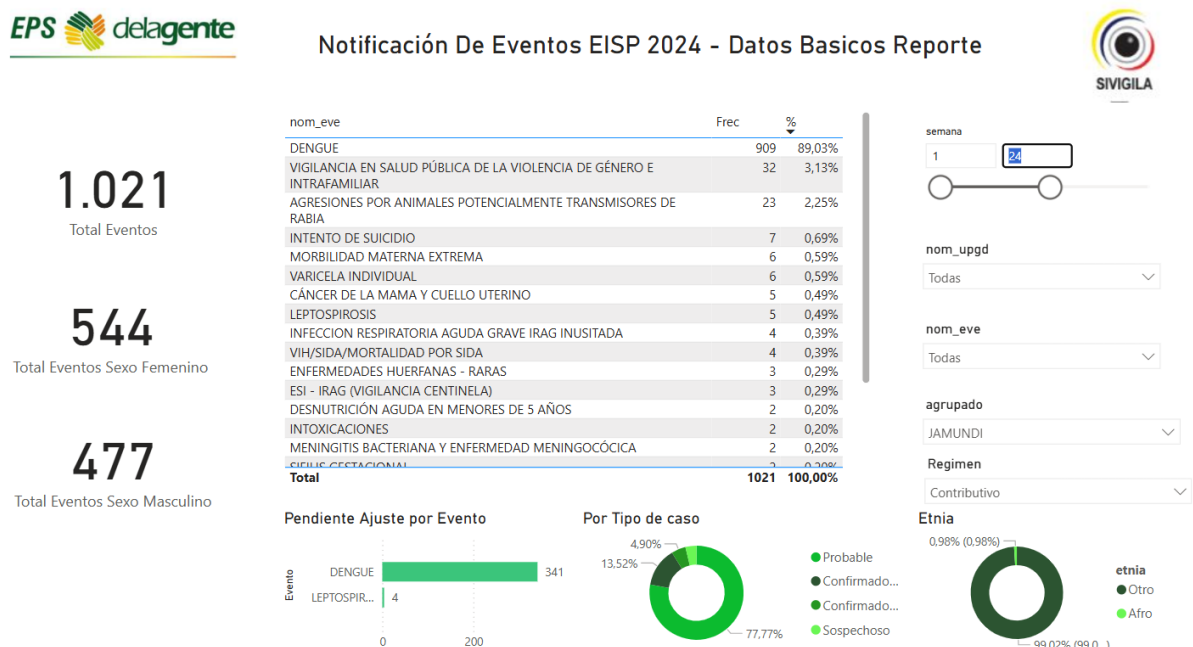 EPS delagente
Notificación De Eventos EISP 2024 - Datos Basicos Reporte
SIVIGILA
1.021
Total Eventos
544
Total Eventos Sexo Femenino
477
Total Eventos Sexo Masculino
nom_eve Frec %
DENGUE 909 89,03%
VIGILANCIA EN SALUD PÚBLICA DE LA VIOLENCIA DE GÉNERO E 32 3,13%
INTRAFAMILIAR
AGRESIONES POR ANIMALES POTENCIALMENTE TRANSMISORES DE 23 2,25%
RABIA
INTENTO DE SUICIDIO 7 0,69%
MORBILIDAD MATERNA EXTREMA 6 0,59%
VARICELA INDIVIDUAL 6 0,59%
CÁNCER DE LA MAMA Y CUELLO UTERINO 5 0,49%
LEPTOSPIROSIS 5 0,49%
INFECCION RESPIRATORIA AGUDA GRAVE IRAG INUSITADA 4 0,39%
VIH/SIDA/MORTALIDAD POR SIDA 4 0,39%
ENFERMEDADES HUERFANAS - RARAS 3 0,29%
ESI - IRAG (VIGILANCIA CENTINELA) 3 0,29%
DESNUTRICIÓN AGUDA EN MENORES DE 5 AÑOS 2 0,20%
INTOXICACIONES 2 0,20%
MENINGITIS BACTERIANA Y ENFERMEDAD MENINGOCÓCICA 2 0,20%
SIFILIS GESTACIONAL 2 0,20%
Total 1021 100,00%
semana
1 24
nom_upgd
Todas
nom_eve
Todas
agrupado
JAMUNDI
Regimen
Contributivo
Pendiente Ajuste por Evento
Evento
DENGUE 341
LEPTOSPIR... 4
0 200
Por Tipo de caso
4,90%
13,52%
77,77%
Probable
Confirmado...
Confirmado...
Sospechoso
Etnia
0,98% (0,98%)
99,02% (99,0...)
etnia
Otro
Afro